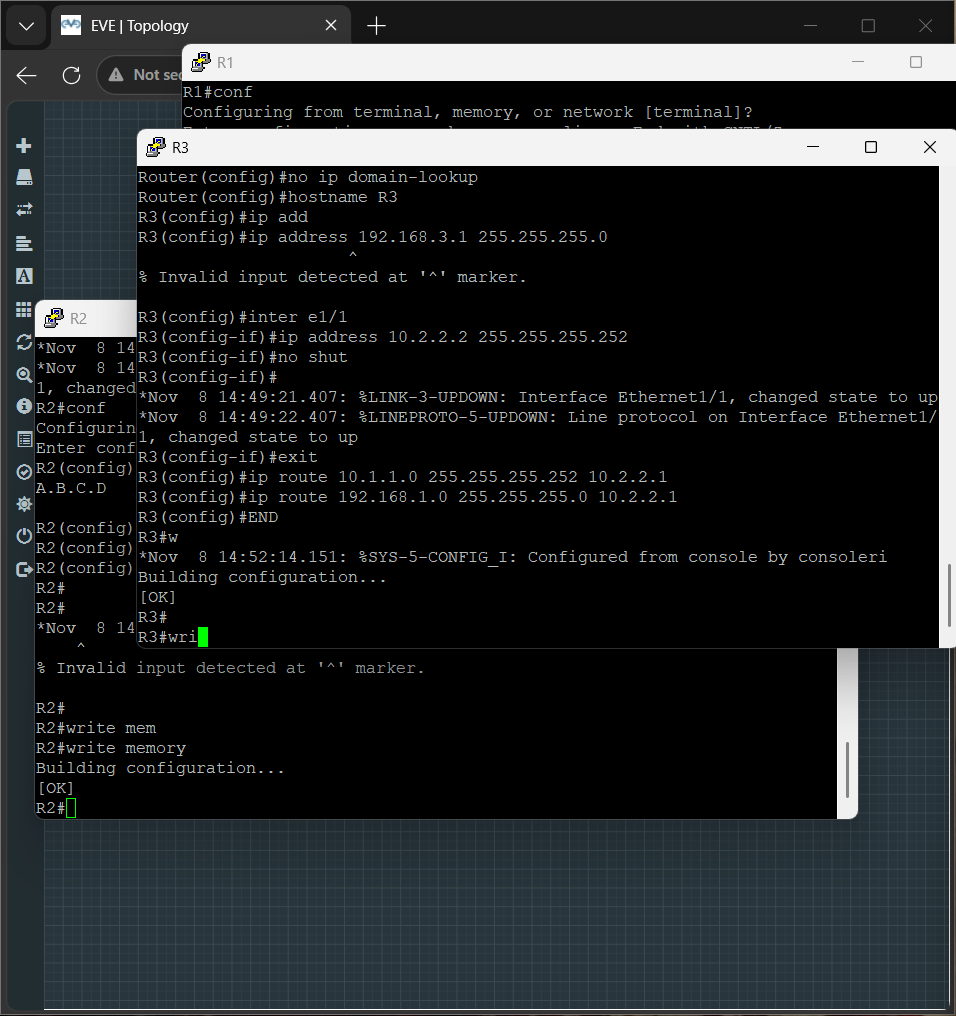 EVE | Topology
Not sec
R1
R1#conf
Configuring from terminal, memory, or network [terminal]?
R3
Router(config)#no ip domain-lookup
Router(config)#hostname R3
R3(config)#ip add
R3(config)#ip address 192.168.3.1 255.255.255.0
^
% Invalid input detected at '^' marker.
R3(config)#inter e1/1
R3(config-if)#ip address 10.2.2.2 255.255.255.252
R3(config-if)#no shut
R3(config-if)#
*Nov  8 14:49:21.407: %LINK-3-UPDOWN: Interface Ethernet1/1, changed state to up
*Nov  8 14:49:22.407: %LINEPROTO-5-UPDOWN: Line protocol on Interface Ethernet1/
1, changed state to up
R3(config-if)#exit
R3(config)#ip route 10.1.1.0 255.255.255.252 10.2.2.1
R3(config)#ip route 192.168.1.0 255.255.255.0 10.2.2.1
R3(config)#END
R3#w
*Nov  8 14:52:14.151: %SYS-5-CONFIG_I: Configured from console by consoleri
Building configuration...
[OK]
R3#
R3#wri
R2
*Nov  8 14
*Nov  8 14
1, changed
R2#conf
Configurin
Enter conf
R2(config)
A.B.C.D
R2(config)
R2(config)
R2(config)
R2#
R2#
*Nov  8 14
^
% Invalid input detected at '^' marker.
R2#
R2#write mem
R2#write memory
Building configuration...
[OK]
R2#